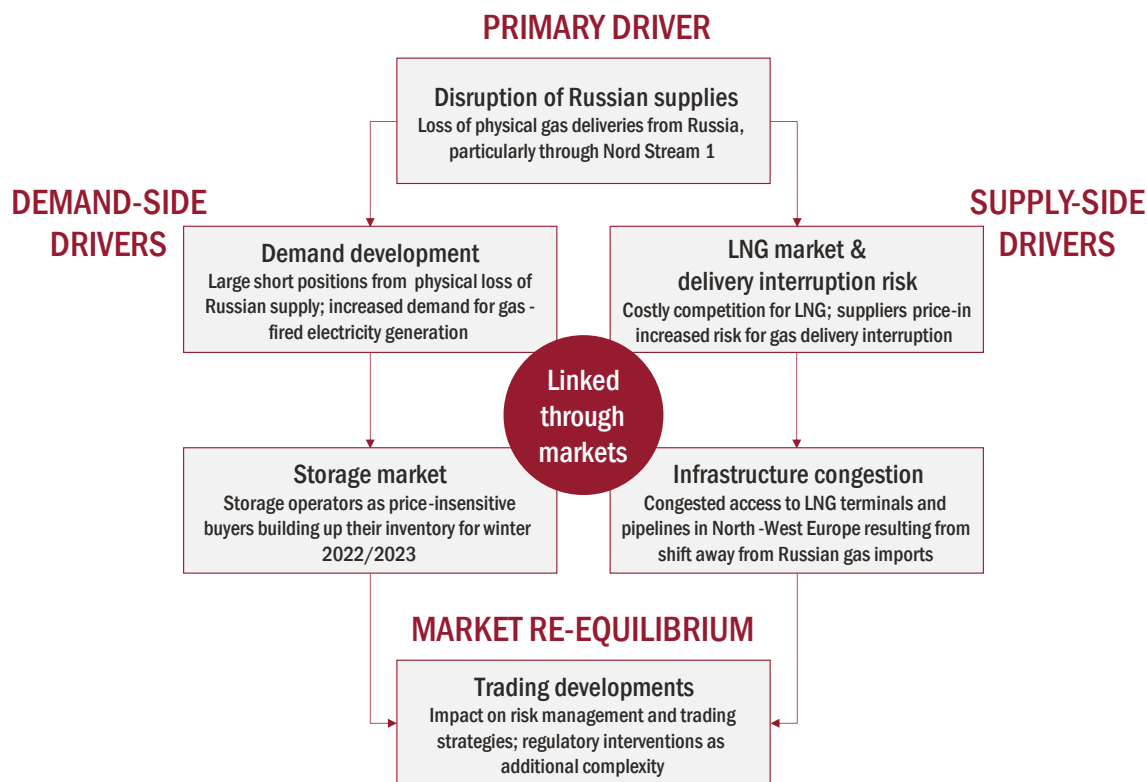 PRIMARY DRIVER
Disruption of Russian supplies
Loss of physical gas deliveries from Russia,
particularly through Nord Stream 1
DEMAND-SIDE
DRIVERS
SUPPLY-SIDE
DRIVERS
Demand development
Large short positions from physical loss of
Russian supply; increased demand for gas -
fired electricity generation
LNG market &
delivery interruption risk
Costly competition for LNG; suppliers price-in
increased risk for gas delivery interruption
Linked
through
markets
Storage market
Storage operators as price-insensitive
buyers building up their inventory for winter
2022/2023
Infrastructure congestion
Congested access to LNG terminals and
pipelines in North -West Europe resulting from
shift away from Russian gas imports
MARKET RE-EQUILIBRIUM
Trading developments
Impact on risk management and trading
strategies; regulatory interventions as
additional complexity